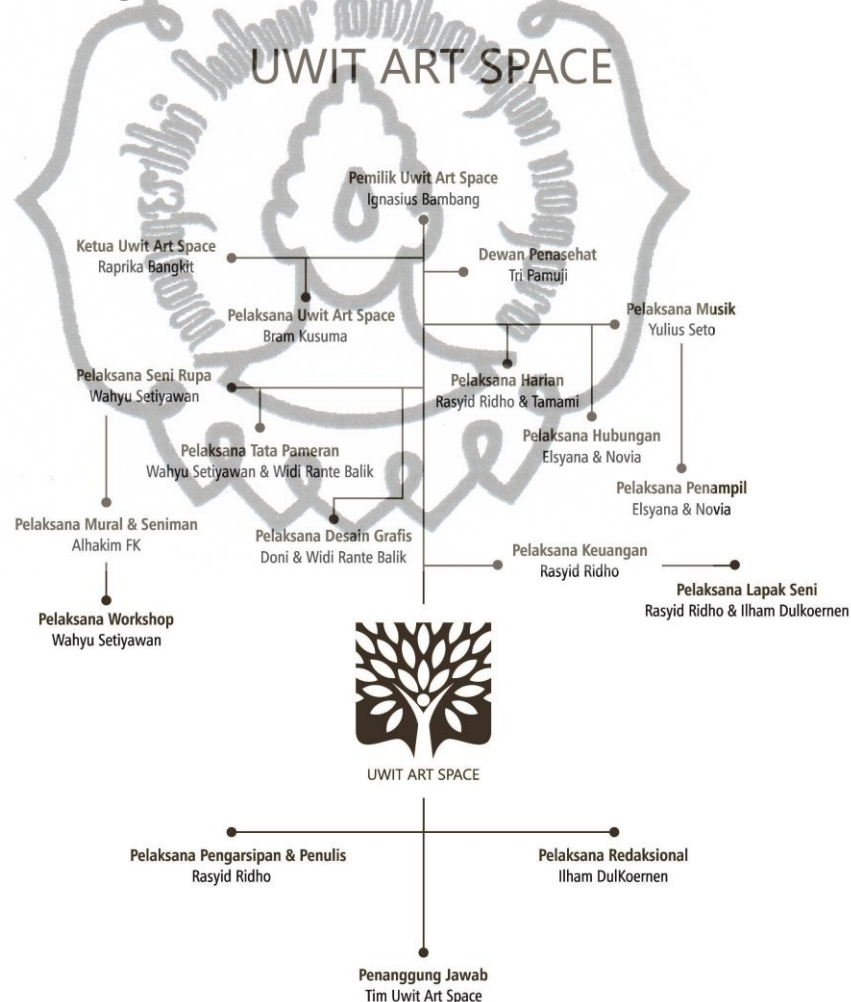 UWIT ART SPACE
Pemilik Uwit Art Space
Ignasius Bambang
Ketua Uwit Art Space
Raprika Bangkit
Dewan Penasehat
Tri Pamuji
Pelaksana Uwit Art Space
Bram Kusuma
Pelaksana Musik
Yulius Seto
Pelaksana Seni Rupa
Wahyu Setiyawan
Pelaksana Harian
Rasyid Ridho & Tamami
Pelaksana Tata Pameran
Wahyu Setiyawan & Widi Rante Balik
Pelaksana Hubungan
Elsyana & Novia
Pelaksana Penampil
Elsyana & Novia
Pelaksana Mural & Seniman
Alhakim FK
Pelaksana Desain Grafis
Doni & Widi Rante Balik
Pelaksana Keuangan
Rasyid Ridho
Pelaksana Lapak Seni
Rasyid Ridho & Ilham Dulkoernen
Pelaksana Workshop
Wahyu Setiyawan
UWIT ART SPACE
Pelaksana Pengarsipan & Penulis
Rasyid Ridho
Pelaksana Redaksional
Ilham DulKoernen
Penanggung Jawab
Tim Uwit Art Space